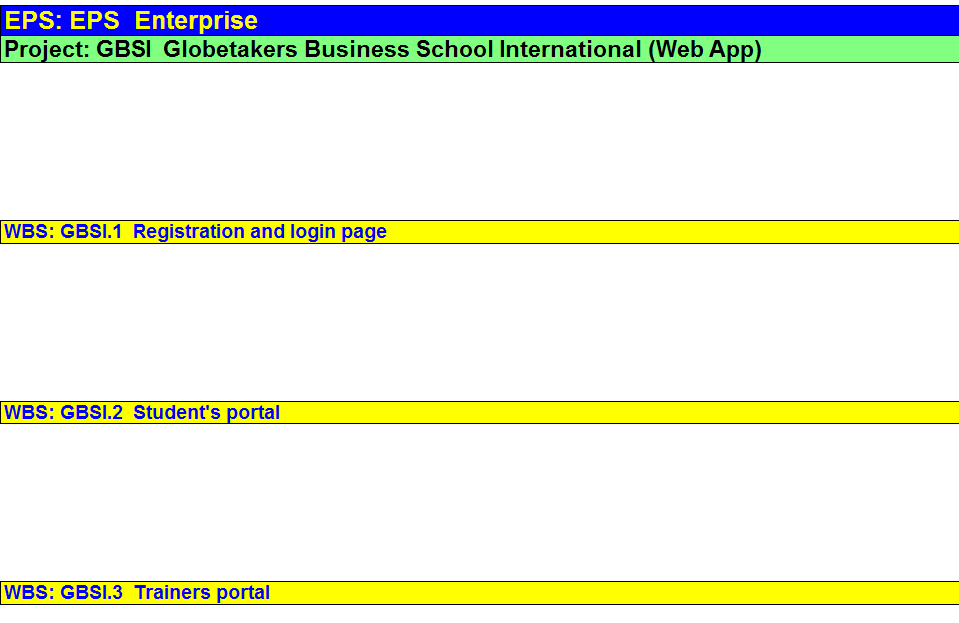 EPS: EPS  Enterprise
Project: GBSI  Globetakers Business School International (Web App)
WBS: GBSI.1  Registration and login page
WBS: GBSI.2  Student's portal
WBS: GBSI.3  Trainers portal